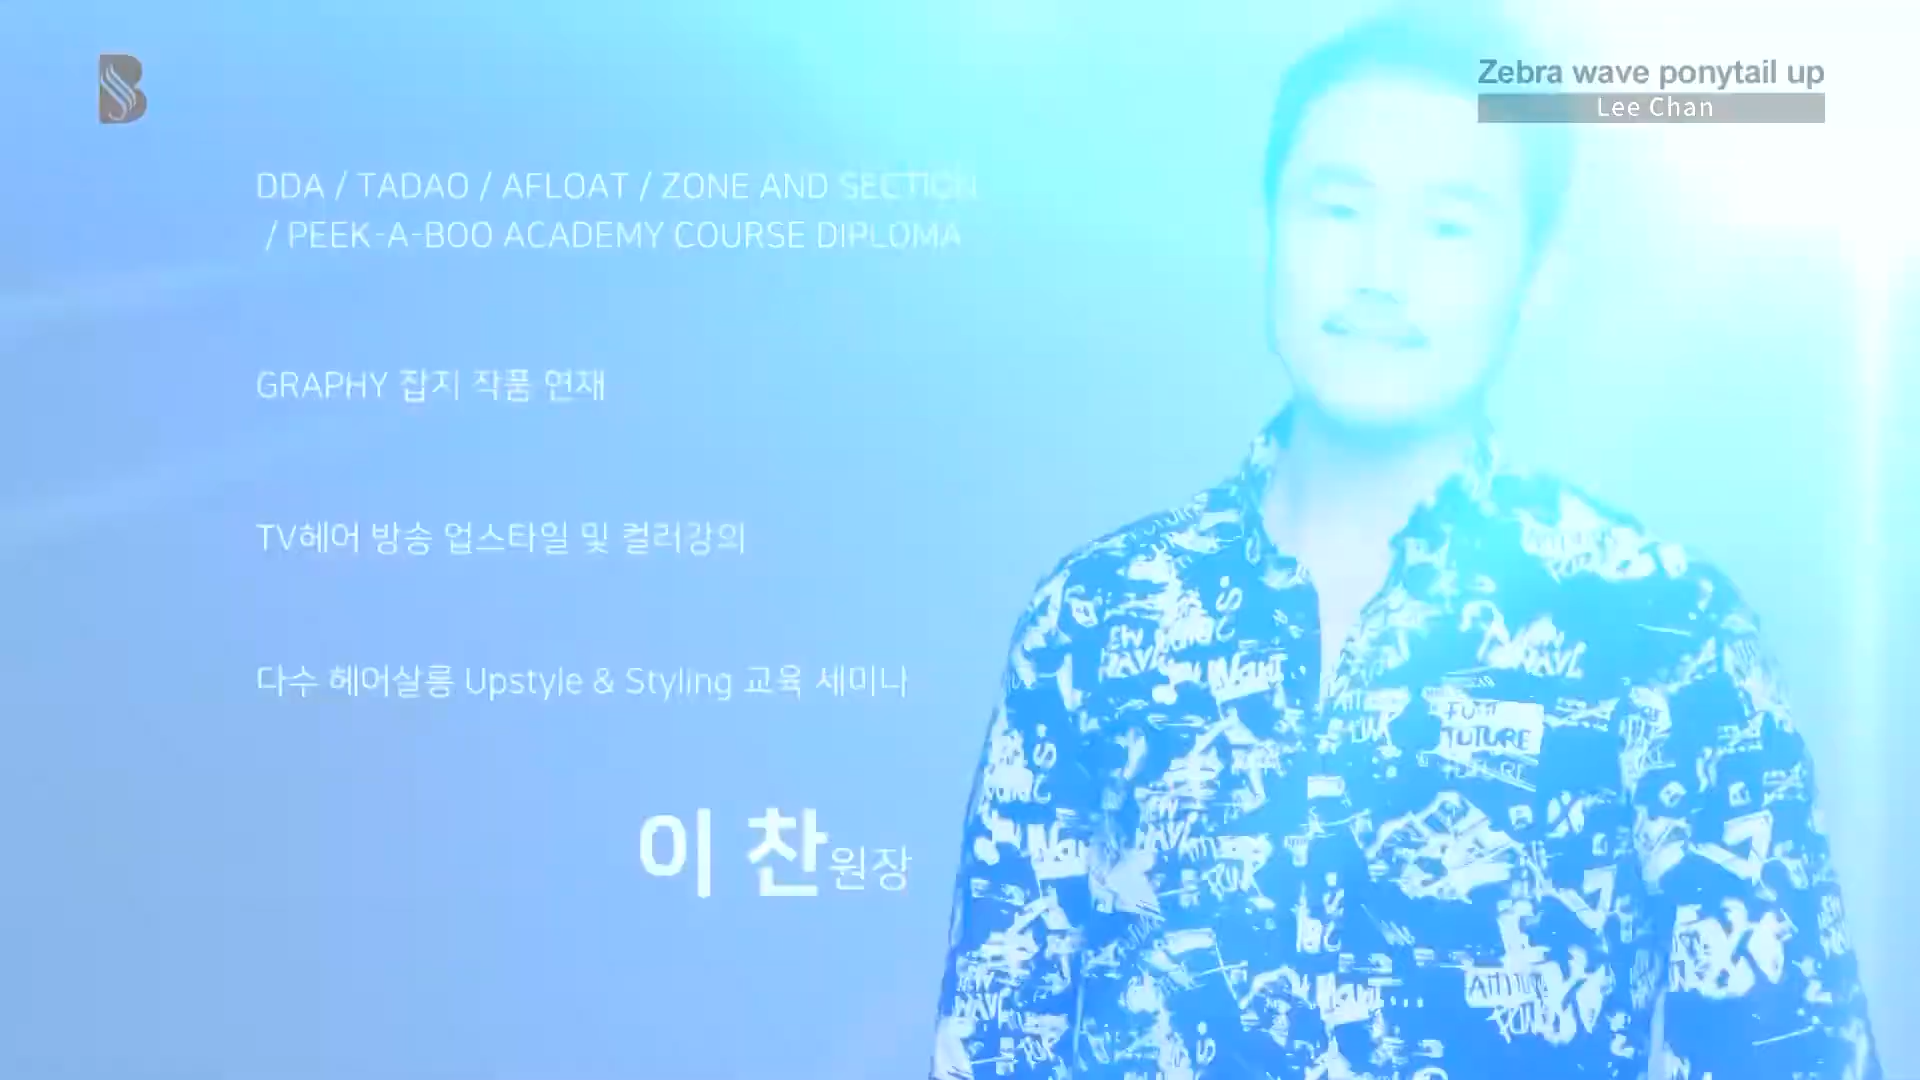 Zebra wave ponytail up
Lee Chan
DDA / TADAO / AFLOAT / ZONE AND SECTION
/ PEEK-A-BOO ACADEMY COURSE DIPLOMA
GRAPHY 잡지 작품 연재
TV헤어 방송 업스타일 및 컬러강의
다수 헤어살롱 Upstyle & Styling 교육 세미나
이 찬원장
FUTURE